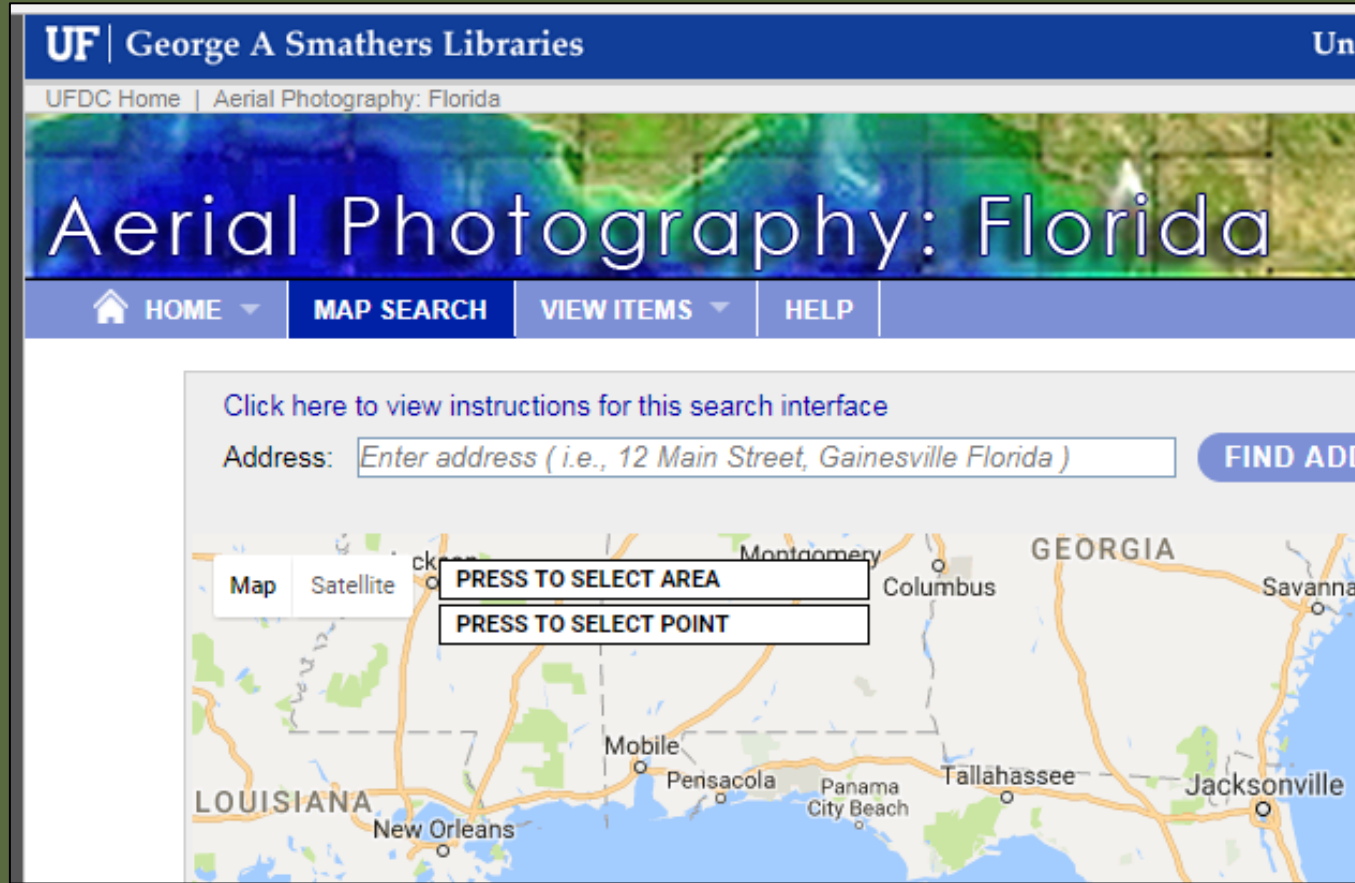 UF | George A Smathers Libraries
UFDC Home | Aerial Photography: Florida
Aerial Photography: Florida
HOME MAP SEARCH VIEW ITEMS HELP
Click here to view instructions for this search interface
Address: Enter address ( i.e., 12 Main Street, Gainesville Florida ) FIND
Map Satellite
PRESS TO SELECT AREA
PRESS TO SELECT POINT
Montgomery
GEORGIA
Columbus
Mobile
Pensacola
Panama
City Beach
Tallahassee
Jacksonville
LOUISIANA
New Orleans